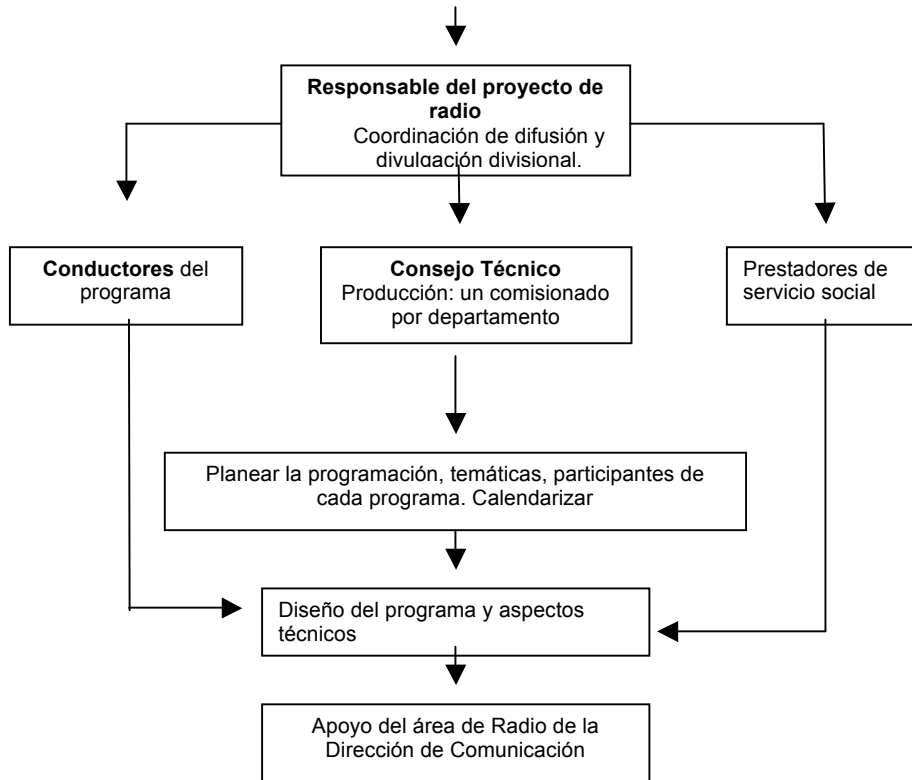 Responsable del proyecto de
radio
Coordinación de difusión y
divulgación divisional.
Conductores del
programa
Consejo Técnico
Producción: un comisionado
por departamento
Prestadores de
servicio social
Planear la programación, temáticas, participantes de
cada programa. Calendarizar
Diseño del programa y aspectos
técnicos
Apoyo del área de Radio de la
Dirección de Comunicación